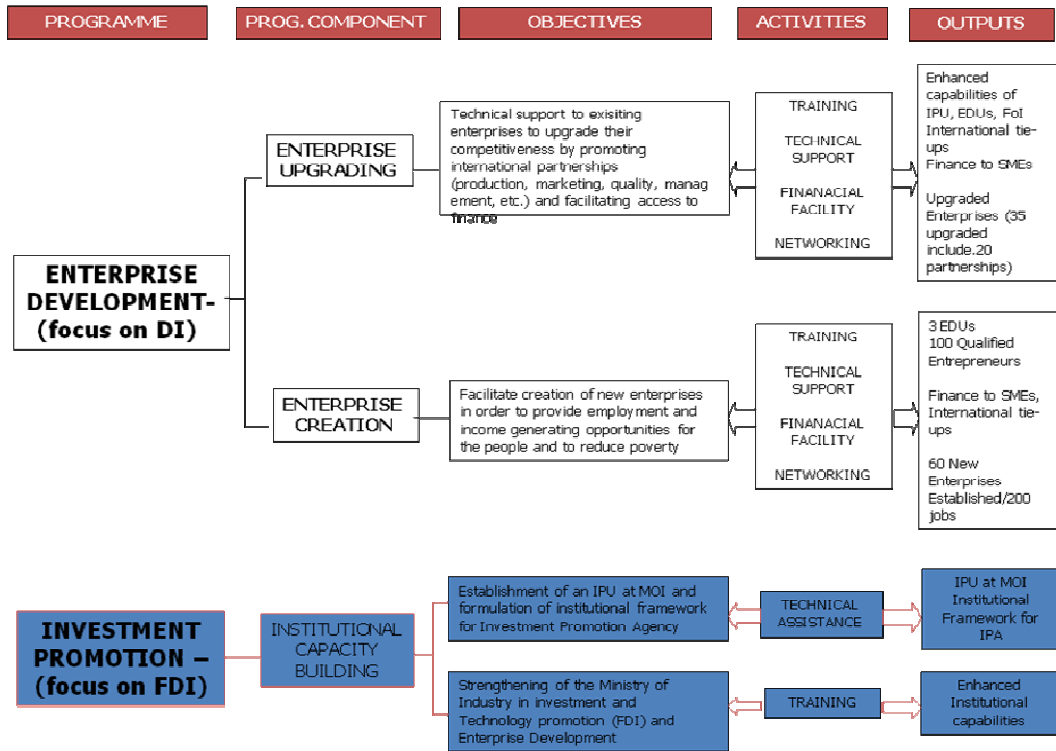 PROGRAMME
PROG. COMPONENT
OBJECTIVES
ACTIVITIES
OUTPUTS
ENTERPRISE
DEVELOPMENT-
(focus on DI)
ENTERPRISE
UPGRADING
Technical support to exisiting
enterprises to upgrade their
competitiveness by promoting
international partnerships
(production, marketing, quality, manag
ement, etc.) and facilitating access to
finance
TRAINING
TECHNICAL
SUPPORT
FINANACIAL
FACILITY
NETWORKING
Enhanced
capabilities of
IPU, EDUs, FoI
International tie-
ups
Finance to SMEs
Upgraded
Enterprises (35
upgraded
include.20
partnerships)
ENTERPRISE
CREATION
Facilitate creation of new enterprises
in order to provide employment and
income generating opportunities for
the people and to reduce poverty
TRAINING
TECHNICAL
SUPPORT
FINANACIAL
FACILITY
NETWORKING
3 EDUs
100 Qualified
Entrepreneurs
Finance to SMEs,
International tie-
ups
60 New
Enterprises
Established/200
jobs
INVESTMENT
PROMOTION –
(focus on FDI)
INSTITUTIONAL
CAPACITY
BUILDING
Establishment of an IPU at MOI and
formulation of institutional framework
for Investment Promotion Agency
TECHNICAL
ASSISTANCE
IPU at MOI
Institutional
Framework for
IPA
Strengthening of the Ministry of
Industry in investment and
Technology promotion (FDI) and
Enterprise Development
TRAINING
Enhanced
Institutional
capabilities